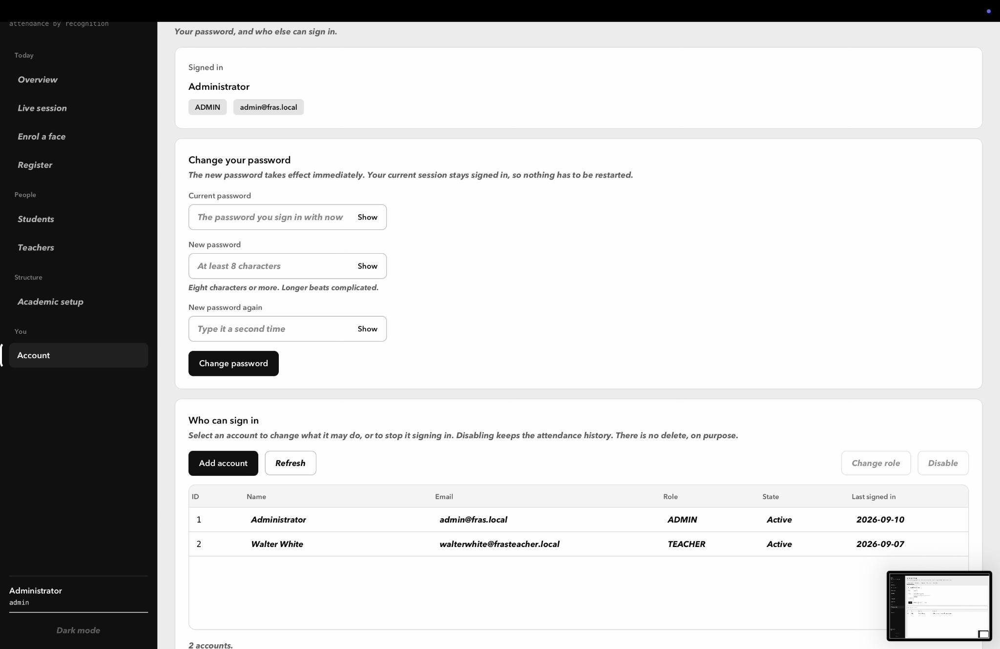 attendance by recognition
Today
Overview
Live session
Enrol a face
Register
People
Students
Teachers
Structure
Academic setup
You
Account
Administrator
admin
Dark mode
Your password, and who else can sign in.
Signed in
Administrator
ADMIN admin@fras.local
Change your password
The new password takes effect immediately. Your current session stays signed in, so nothing has to be restarted.
Current password
The password you sign in with now Show
New password
At least 8 characters Show
Eight characters or more. Longer beats complicated.
New password again
Type it a second time Show
Change password
Who can sign in
Select an account to change what it may do, or to stop it signing in. Disabling keeps the attendance history. There is no delete, on purpose.
Add account Refresh Change role Disable
ID Name Email Role State Last signed in
1 Administrator admin@fras.local ADMIN Active 2026-09-10
2 Walter White walterwhite@frasteacher.local TEACHER Active 2026-09-07
2 accounts.